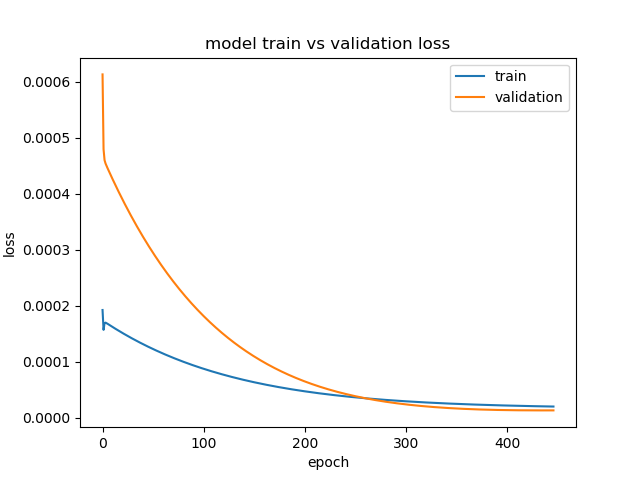 model train vs validation loss
train
validation
0.0006
0.0005
0.0004
0.0003
0.0002
0.0001
0.0000
loss
0 100 200 300 400
epoch